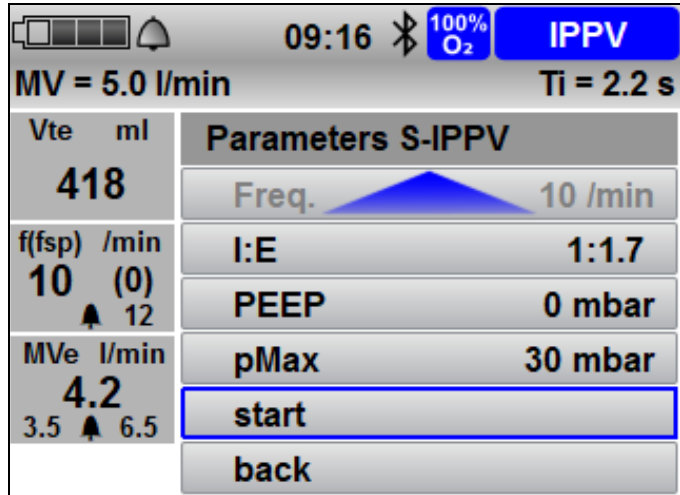 09:16 100% O₂ IPPV
MV = 5.0 l/min Ti = 2.2 s
Vte ml
418
f(fsp) /min
10 (0)
12
MVe l/min
4.2
3.5 6.5
Parameters S-IPPV
Freq. 10 /min
I:E 1:1.7
PEEP 0 mbar
pMax 30 mbar
start
back